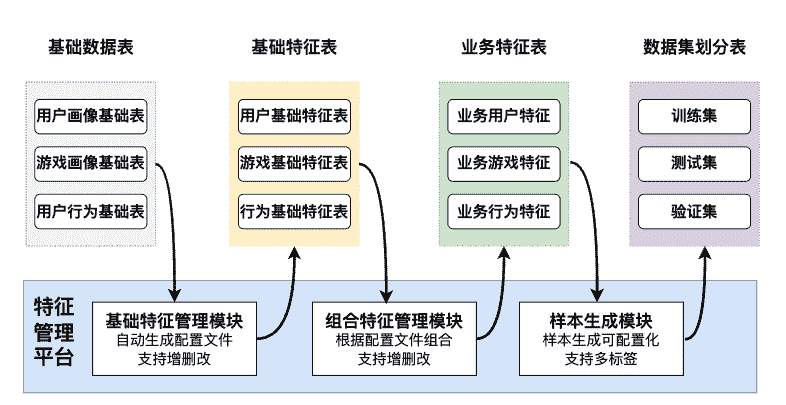 基础数据表
基础特征表
业务特征表
数据集划分表
用户画像基础表
游戏画像基础表
用户行为基础表
用户基础特征表
游戏基础特征表
行为基础特征表
业务用户特征
业务游戏特征
业务行为特征
训练集
测试集
验证集
特征
管理
平台
基础特征管理模块
自动生成配置文件
支持增删改
组合特征管理模块
根据配置文件组合
支持增删改
样本生成模块
样本生成可配置化
支持多标签